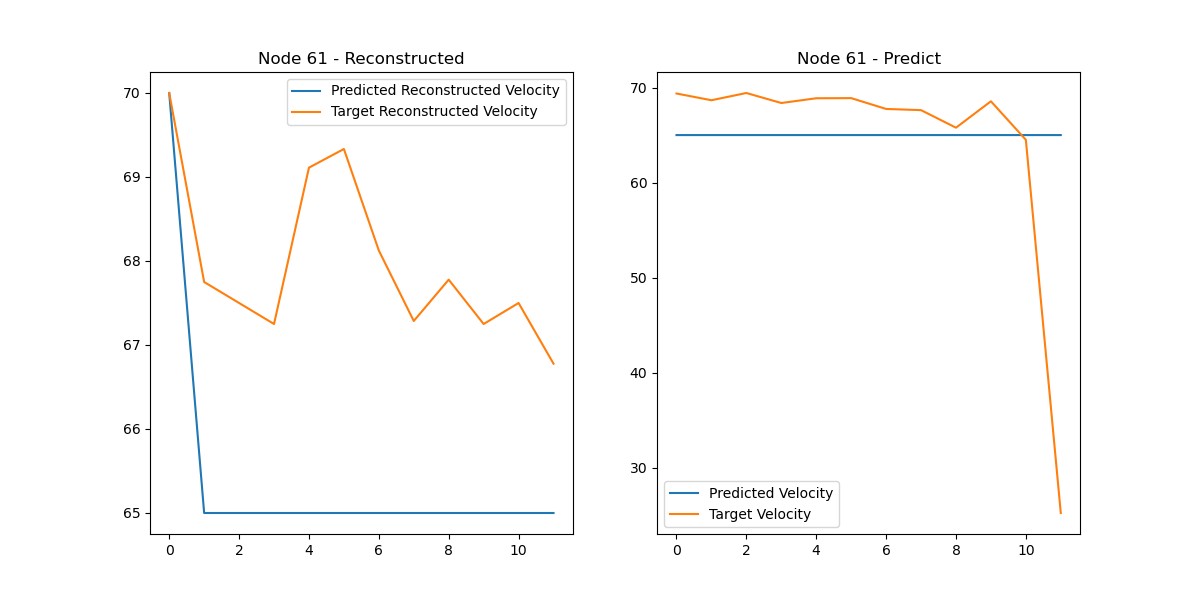 Node 61 - Reconstructed
Predicted Reconstructed Velocity
Target Reconstructed Velocity
70
69
68
67
66
65
0 2 4 6 8 10
Node 61 - Predict
70
60
50
40
30
Predicted Velocity
Target Velocity
0 2 4 6 8 10